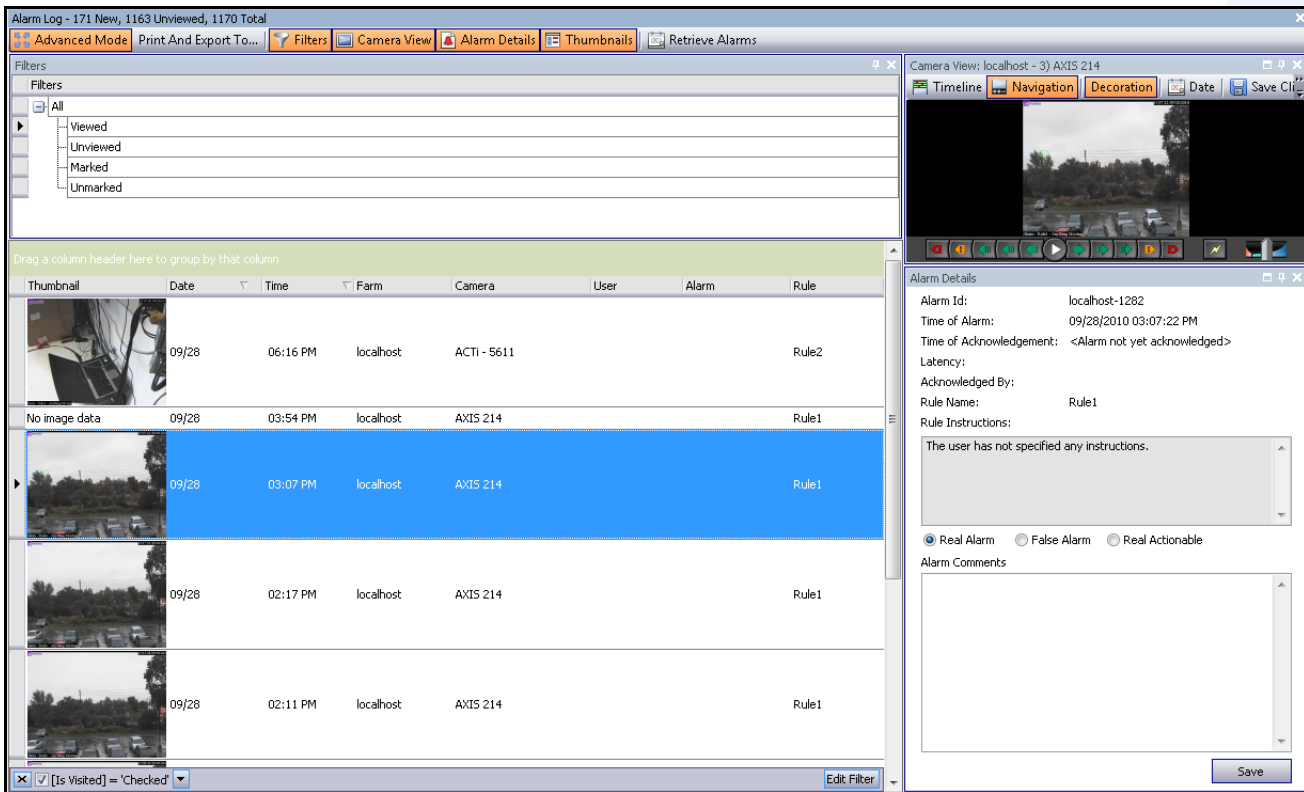 Alarm Log - 171 New, 1163 Unviewed, 1170 Total
Advanced Mode Print And Export To... Filters Camera View Alarm Details Thumbnails Retrieve Alarms
Filters
Filters
All
Viewed
Unviewed
Marked
Unmarked
Drag a column header here to group by that column
Thumbnail Date Time Farm Camera User Alarm Rule
09/28 06:16 PM localhost ACTi - 5611 Rule2
No image data 09/28 03:54 PM localhost AXIS 214 Rule1
09/28 03:07 PM localhost AXIS 214 Rule1
09/28 02:17 PM localhost AXIS 214 Rule1
09/28 02:11 PM localhost AXIS 214 Rule1
[Is Visited] = 'Checked' Edit Filter
Camera View: localhost - 3) AXIS 214
Timeline Navigation Decoration Date Save Cli
Alarm Details
Alarm Id: localhost-1282
Time of Alarm: 09/28/2010 03:07:22 PM
Time of Acknowledgement: <Alarm not yet acknowledged>
Latency:
Acknowledged By:
Rule Name: Rule1
Rule Instructions:
The user has not specified any instructions.
Real Alarm False Alarm Real Actionable
Alarm Comments
Save